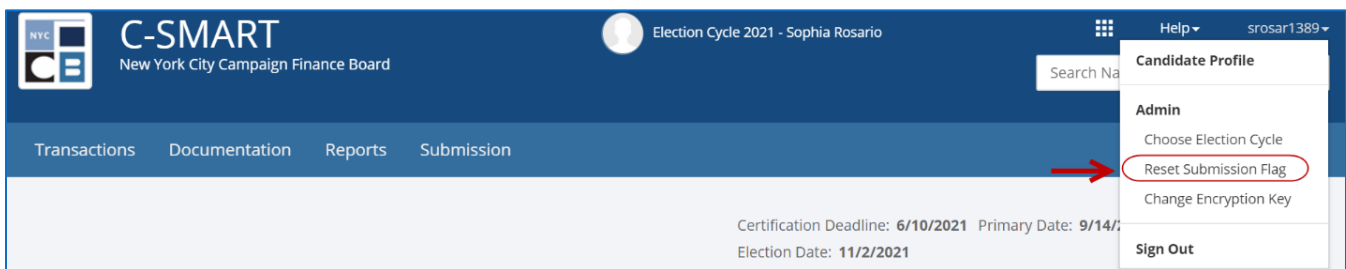 NYC
CFB
C-SMART
New York City Campaign Finance Board
Election Cycle 2021 - Sophia Rosario
Help
srosar1389
Search Na
Candidate Profile
Admin
Choose Election Cycle
Reset Submission Flag
Change Encryption Key
Sign Out
Transactions Documentation Reports Submission
Certification Deadline: 6/10/2021 Primary Date: 9/14/
Election Date: 11/2/2021